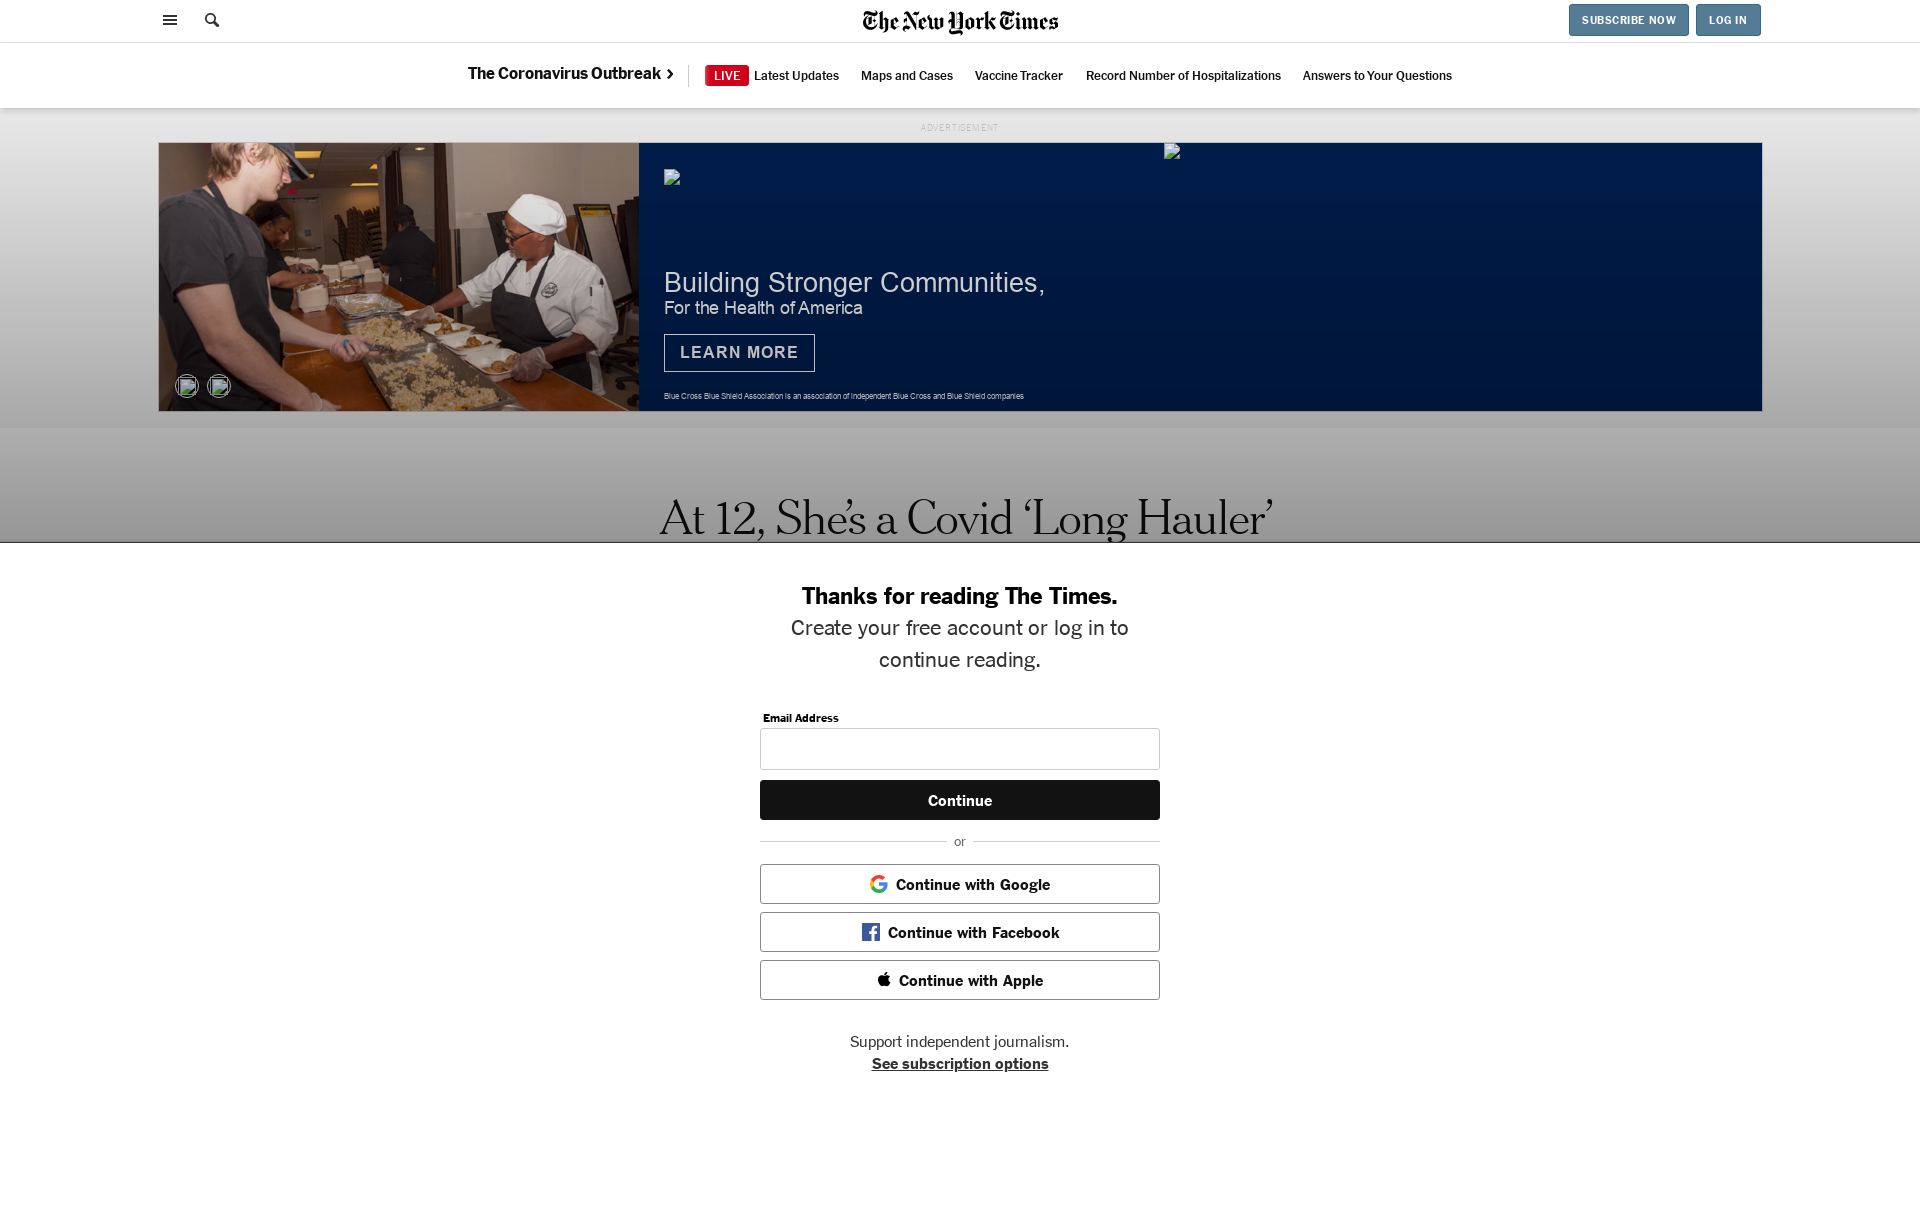 The New York Times
SUBSCRIBE NOW
LOG IN
The Coronavirus Outbreak
LIVE Latest Updates
Maps and Cases
Vaccine Tracker
Record Number of Hospitalizations
Answers to Your Questions
ADVERTISEMENT
Building Stronger Communities,
For the Health of America
LEARN MORE
Blue Cross Blue Shield Association is an association of independent Blue Cross and Blue Shield companies
At 12, She’s a Covid ‘Long Hauler’
Thanks for reading The Times.
Create your free account or log in to
continue reading.
Email Address
Continue
or
Continue with Google
Continue with Facebook
Continue with Apple
Support independent journalism.
See subscription options